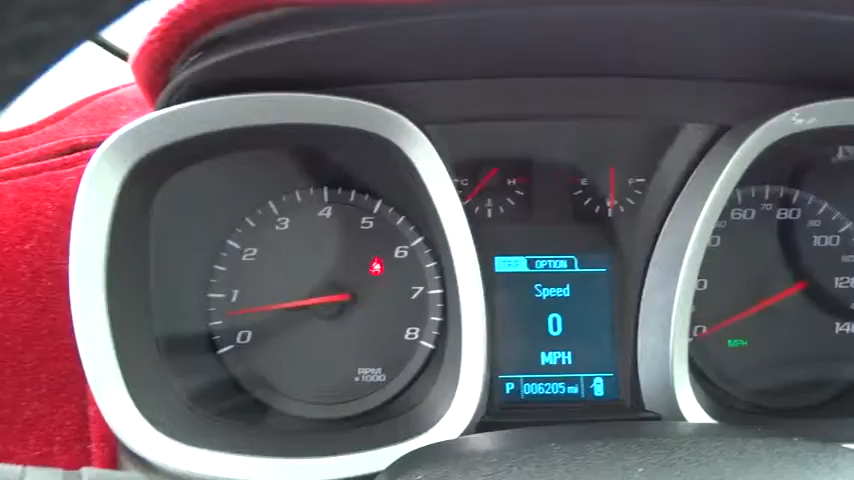 0 1 2 3 4 5 6 7 8
RPM
x1000
C H
E F
TRIP OPTION
Speed
0
MPH
P 006205 mi
60 70 80
100
120
140
MPH